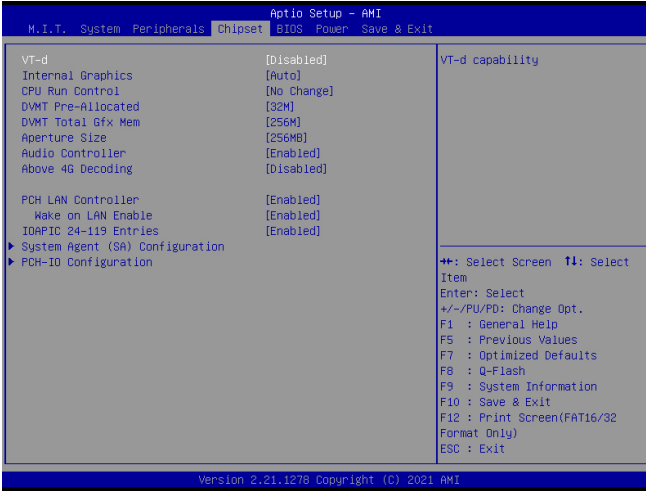 Aptio Setup – AMI
M.I.T. System Peripherals Chipset BIOS Power Save & Exit
VT-d [Disabled]
Internal Graphics [Auto]
CPU Run Control [No Change]
DVMT Pre-Allocated [32M]
DVMT Total Gfx Mem [256M]
Aperture Size [256MB]
Audio Controller [Enabled]
Above 4G Decoding [Disabled]
PCH LAN Controller [Enabled]
Wake on LAN Enable [Enabled]
IOAPIC 24-119 Entries [Enabled]
System Agent (SA) Configuration
PCH-IO Configuration
VT-d capability
→←: Select Screen ↑↓: Select
Item
Enter: Select
+/-/PU/PD: Change Opt.
F1 : General Help
F5 : Previous Values
F7 : Optimized Defaults
F8 : Q-Flash
F9 : System Information
F10 : Save & Exit
F12 : Print Screen(FAT16/32
Format Only)
ESC : Exit
Version 2.21.1278 Copyright (C) 2021 AMI